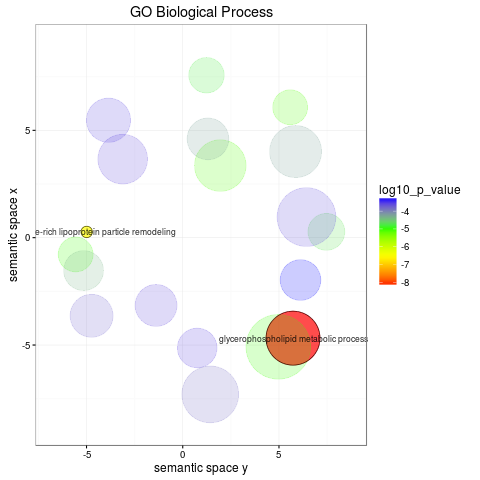 GO Biological Process
semantic space x
5
0
-5
e-rich lipoprotein particle remodeling
glycerophospholipid metabolic process
-5
0
5
semantic space y
log10_p_value
-4
-5
-6
-7
-8